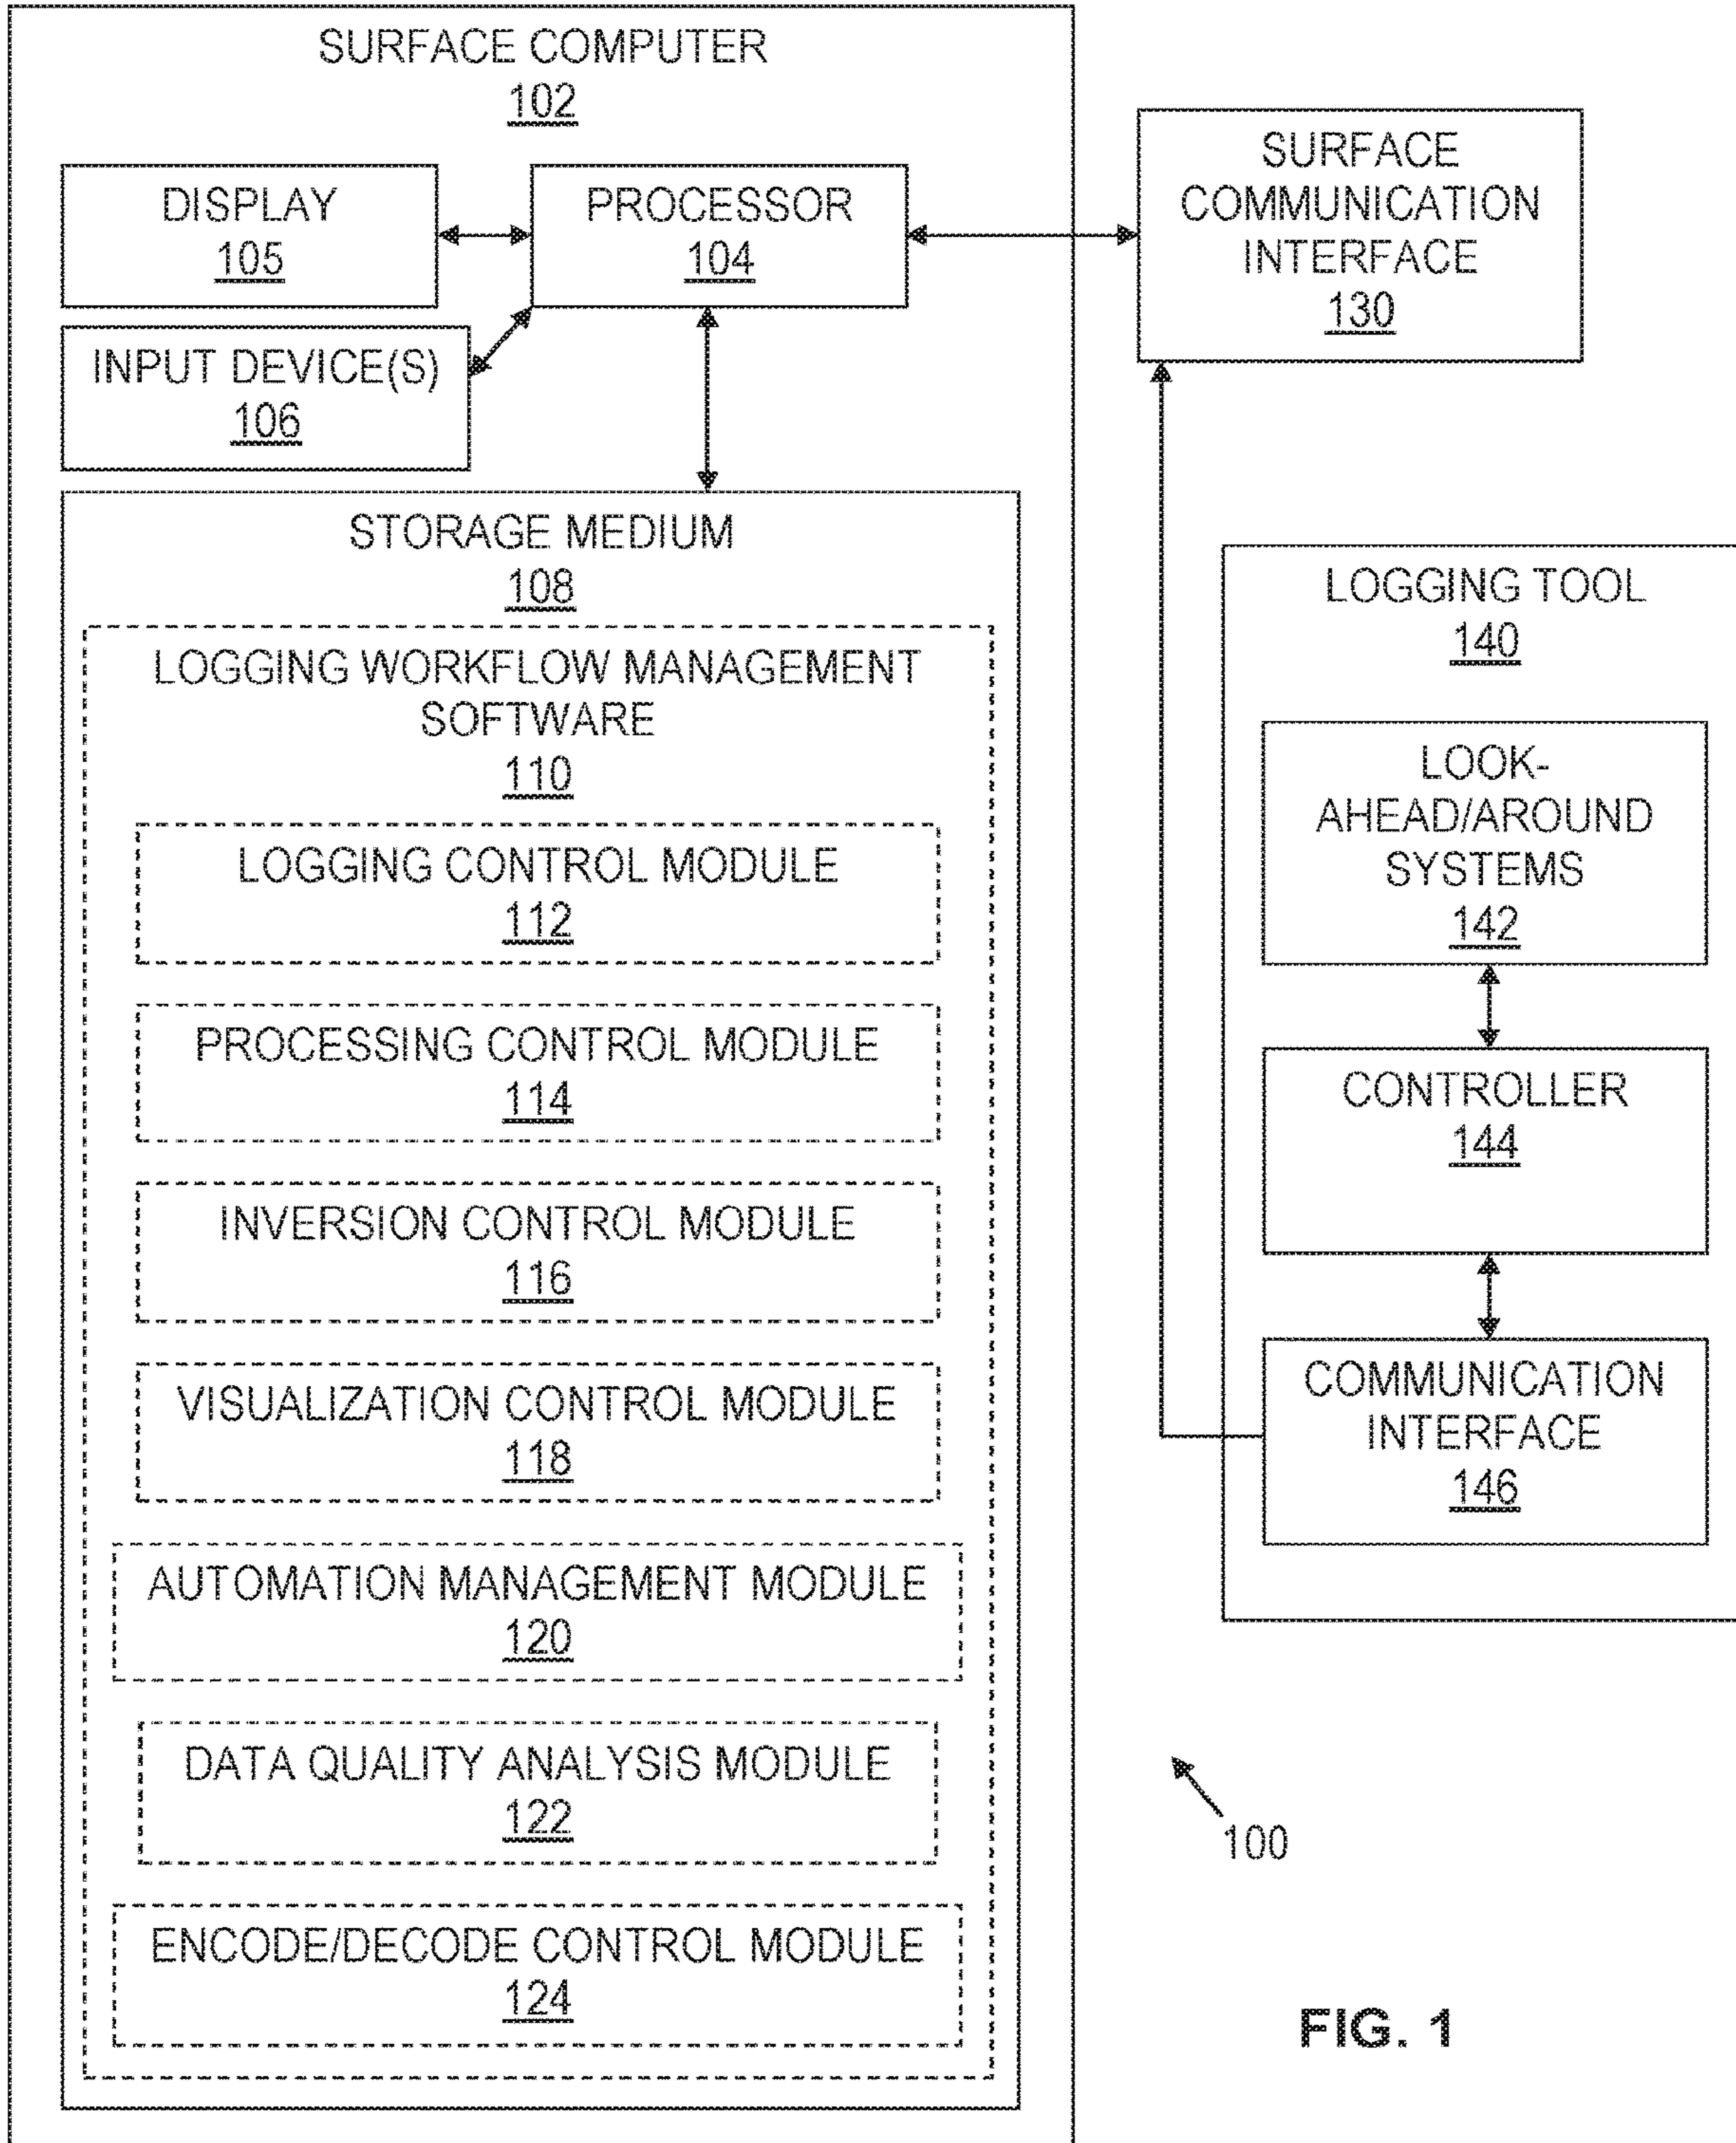 SURFACE COMPUTER
102
DISPLAY
105
PROCESSOR
104
INPUT DEVICE(S)
106
SURFACE
COMMUNICATION
INTERFACE
130
STORAGE MEDIUM
108
LOGGING WORKFLOW MANAGEMENT
SOFTWARE
110
LOGGING CONTROL MODULE
112
PROCESSING CONTROL MODULE
114
INVERSION CONTROL MODULE
116
VISUALIZATION CONTROL MODULE
118
AUTOMATION MANAGEMENT MODULE
120
DATA QUALITY ANALYSIS MODULE
122
ENCODE/DECODE CONTROL MODULE
124
LOGGING TOOL
140
LOOK-
AHEAD/AROUND
SYSTEMS
142
CONTROLLER
144
COMMUNICATION
INTERFACE
146
100
FIG. 1